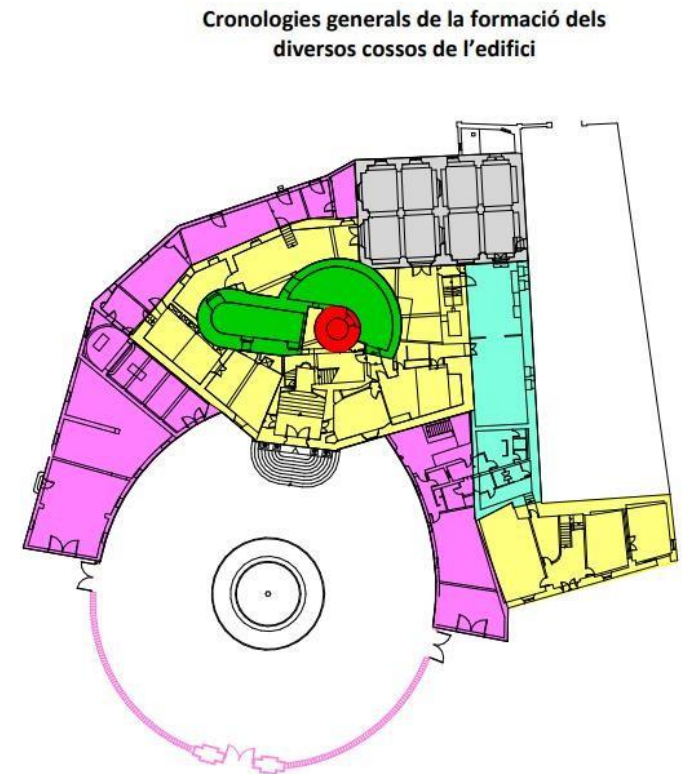 Cronologies generals de la formació dels
diversos cossos de l'edifici